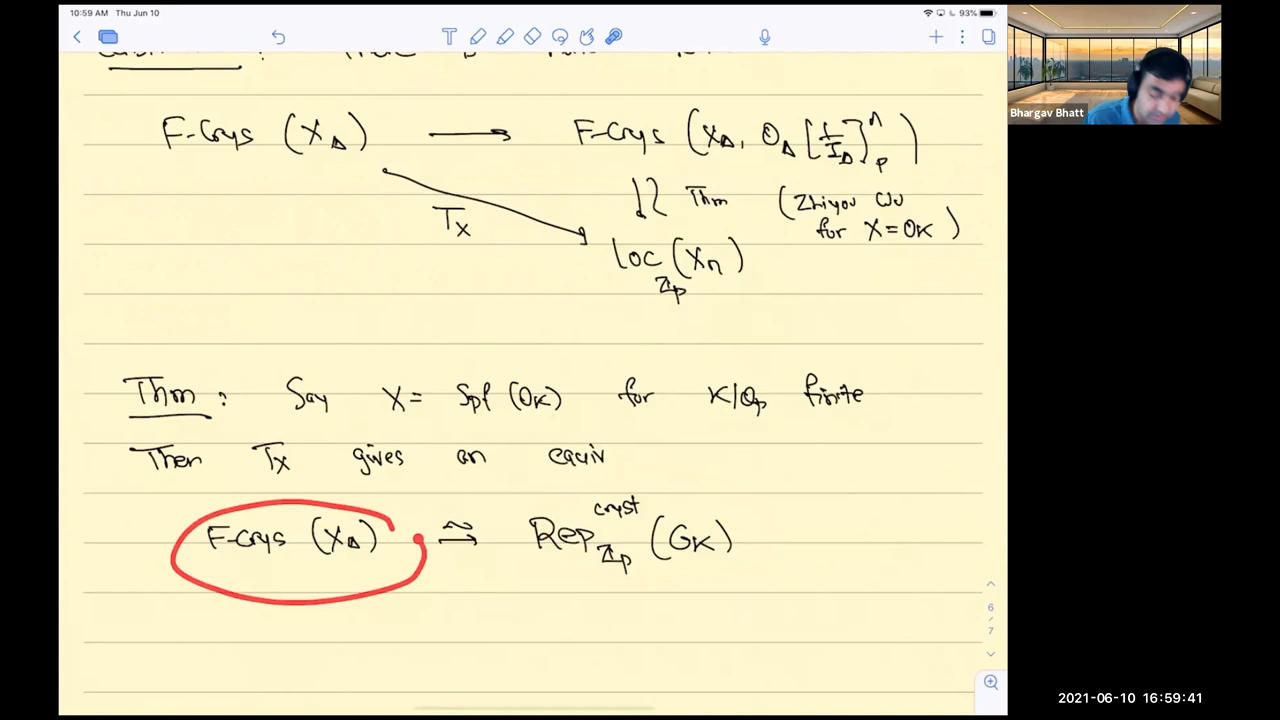 10:59 AM Thu Jun 10
93%
F-Crys (X_Δ) → F-Crys (X_Δ, O_Δ[1/I_Δ]^∧_p)
T_X
Thm (Zhiyou Wu
for X=O_K)
Loc_{Z_p}(X_η)
Thm: Say X = Spf (O_K) for K/Q_p finite
Then T_X gives an equiv
F-Crys (X_Δ) ≃→ Rep^{cryst}_{Z_p} (G_K)
6
/
7
Bhargav Bhatt
2021-06-10 16:59:41